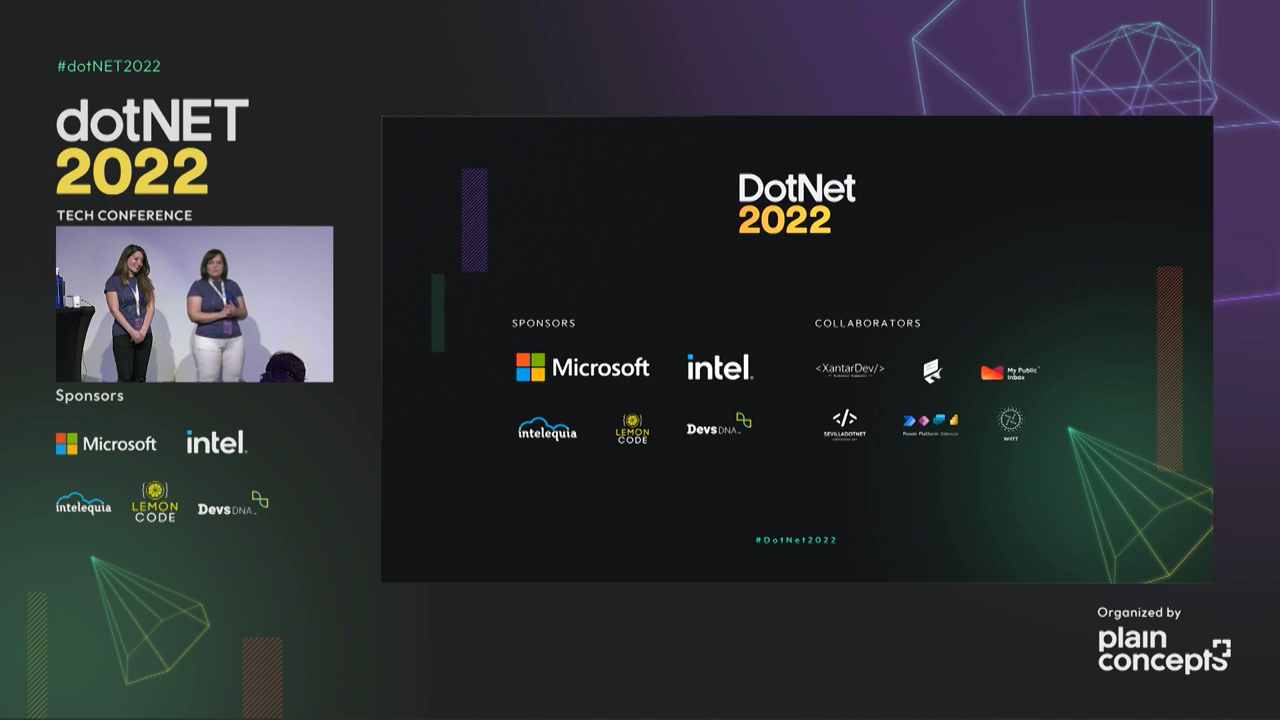 #dotNET2022
dotNET
2022
TECH CONFERENCE
Sponsors
Microsoft
intel.
intelequia
LEMON
CODE
DevsDNA
DotNet
2022
SPONSORS
COLLABORATORS
Microsoft
intel.
<XantarDev/>
My Public
Inbox
intelequia
LEMON
CODE
DevsDNA
SEVILLADOTNET
Power Platform Valencia
#DotNet2022
Organized by
plain
concepts